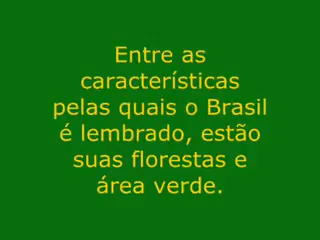 Entre as
características
pelas quais o Brasil
é lembrado, estão
suas florestas e
área verde.